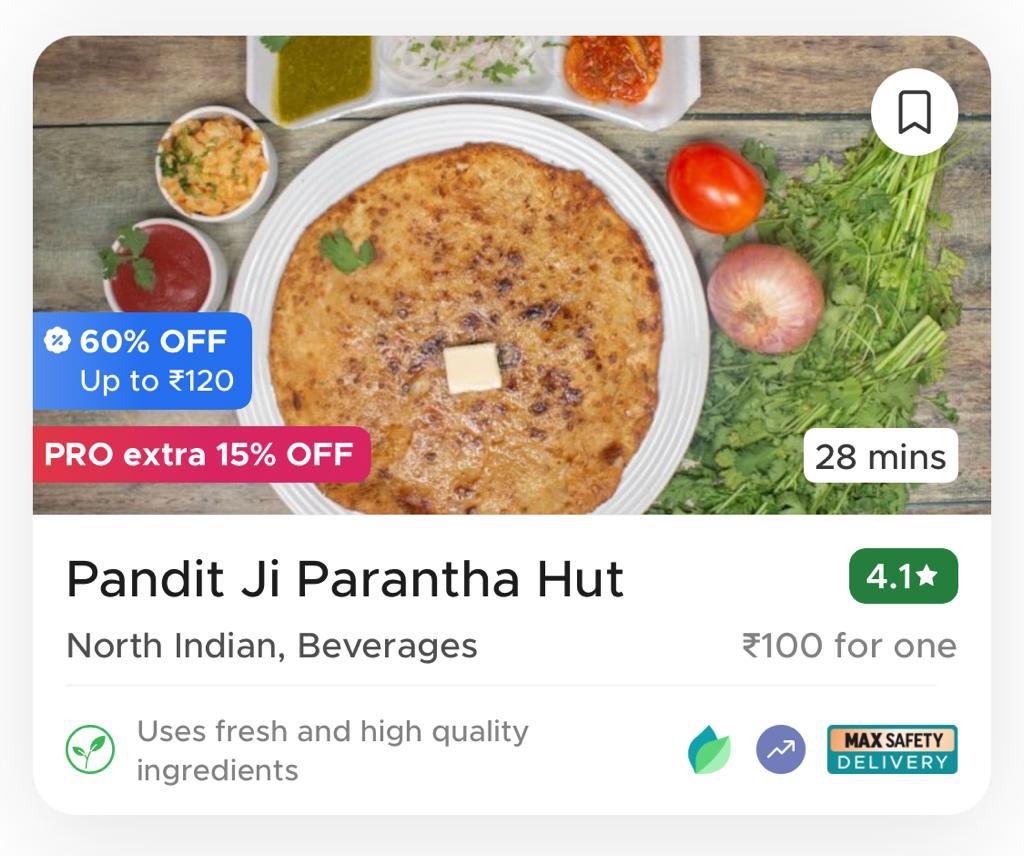 60% OFF
Up to ₹120
PRO extra 15% OFF
28 mins
Pandit Ji Parantha Hut
4.1★
North Indian, Beverages
₹100 for one
Uses fresh and high quality
ingredients
MAX SAFETY
DELIVERY